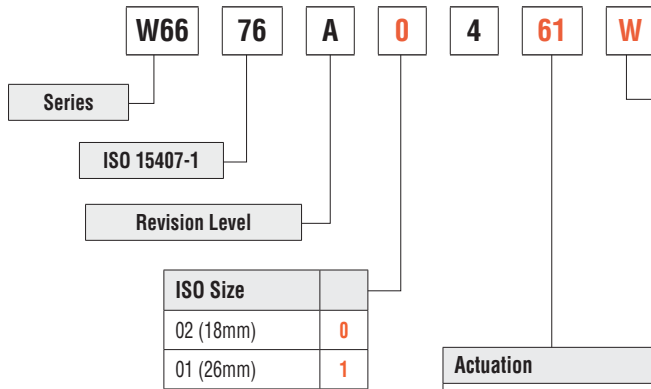 W66 76 A 0 4 61 W
Series
ISO 15407-1
Revision Level
ISO Size
02 (18mm) 0
01 (26mm) 1
Actuation